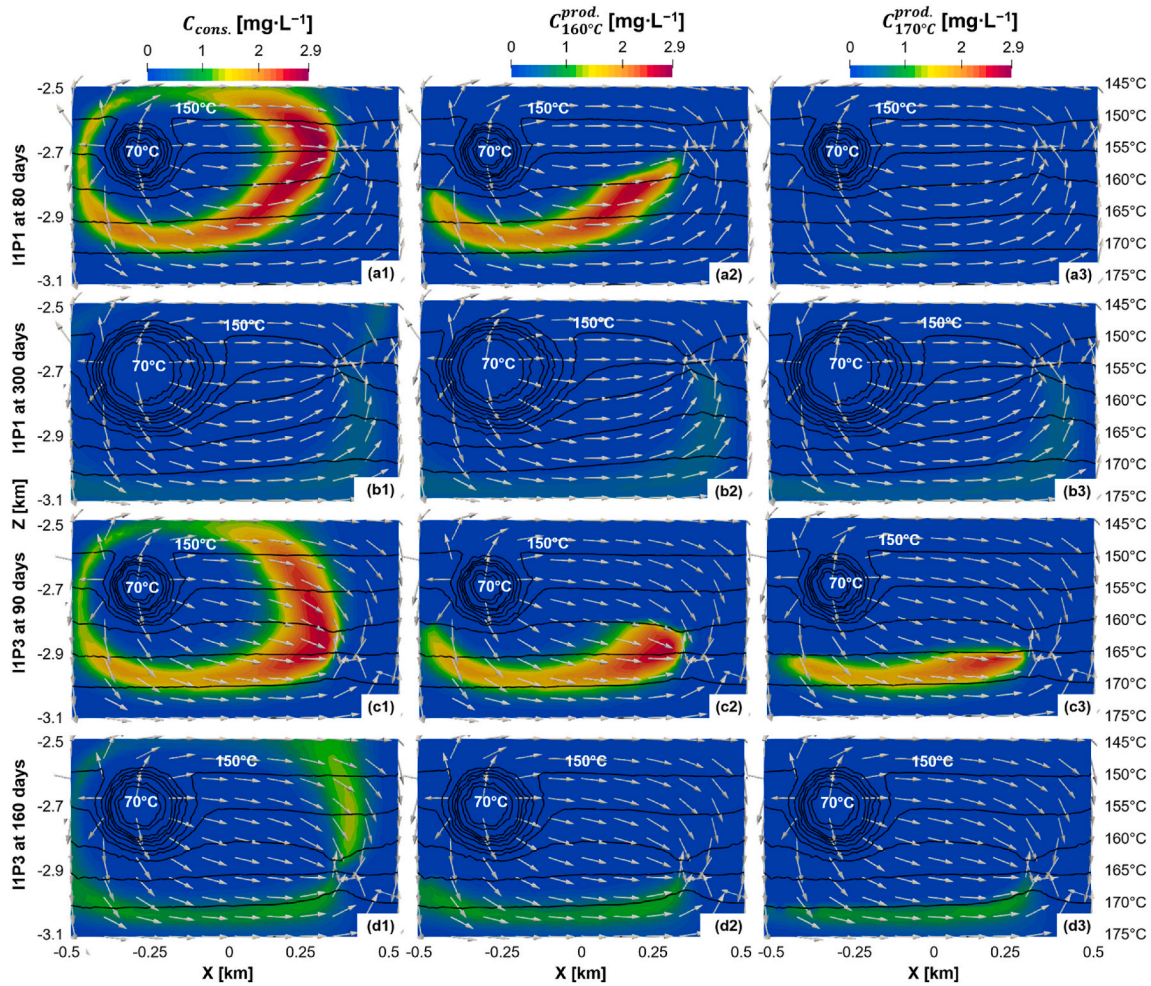 C_cons. [mg·L⁻¹] C^prod._160°C [mg·L⁻¹] C^prod._170°C [mg·L⁻¹]
0 1 2 2.9 0 1 2 2.9 0 1 2 2.9
I1P1 at 80 days
-2.5 -2.7 -2.9 -3.1
150°C 70°C (a1)
150°C 70°C (a2)
150°C 70°C (a3)
145°C 150°C 155°C 160°C 165°C 170°C 175°C
I1P1 at 300 days
-2.5 -2.7 -2.9 -3.1
150°C 70°C (b1)
150°C 70°C (b2)
150°C 70°C (b3)
145°C 150°C 155°C 160°C 165°C 170°C 175°C
Z [km]
I1P3 at 90 days
-2.5 -2.7 -2.9 -3.1
150°C 70°C (c1)
150°C 70°C (c2)
150°C 70°C (c3)
145°C 150°C 155°C 160°C 165°C 170°C 175°C
I1P3 at 160 days
-2.5 -2.7 -2.9 -3.1
150°C 70°C (d1)
150°C 70°C (d2)
150°C 70°C (d3)
145°C 150°C 155°C 160°C 165°C 170°C 175°C
-0.5 -0.25 0 0.25 0.5 -0.25 0 0.25 0.5 -0.25 0 0.25 0.5
X [km] X [km] X [km]